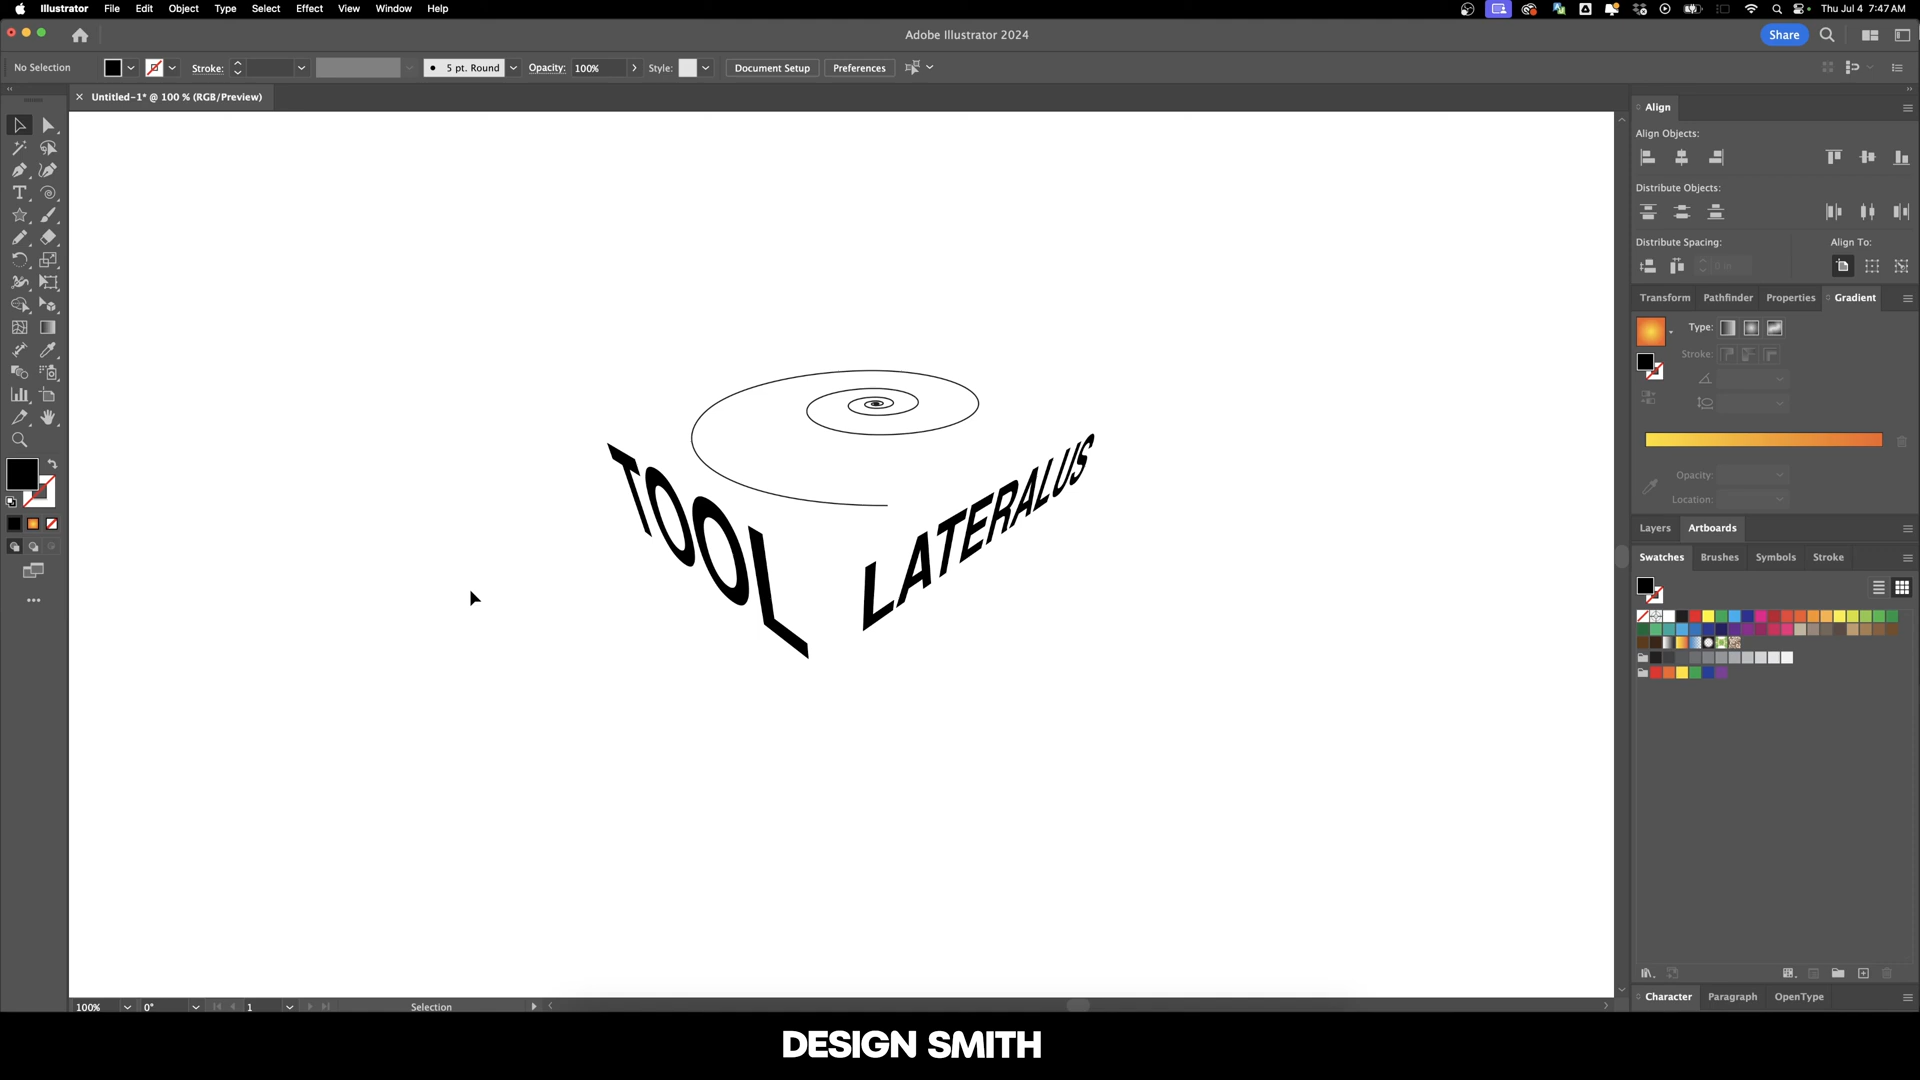 Illustrator File Edit Object Type Select Effect View Window Help Thu Jul 4 7:47 AM
Adobe Illustrator 2024 Share
No Selection Stroke: 5 pt. Round Opacity: 100% Style: Document Setup Preferences
Untitled-1* @ 100 % (RGB/Preview)
Align
Align Objects:
Distribute Objects:
Distribute Spacing: Align To:
0 in
Transform Pathfinder Properties Gradient
Type:
Stroke:
Opacity:
Location:
Layers Artboards
Swatches Brushes Symbols Stroke
TOOL
LATERALUS
Character Paragraph OpenType
100% 0° 1 Selection
DESIGN SMITH